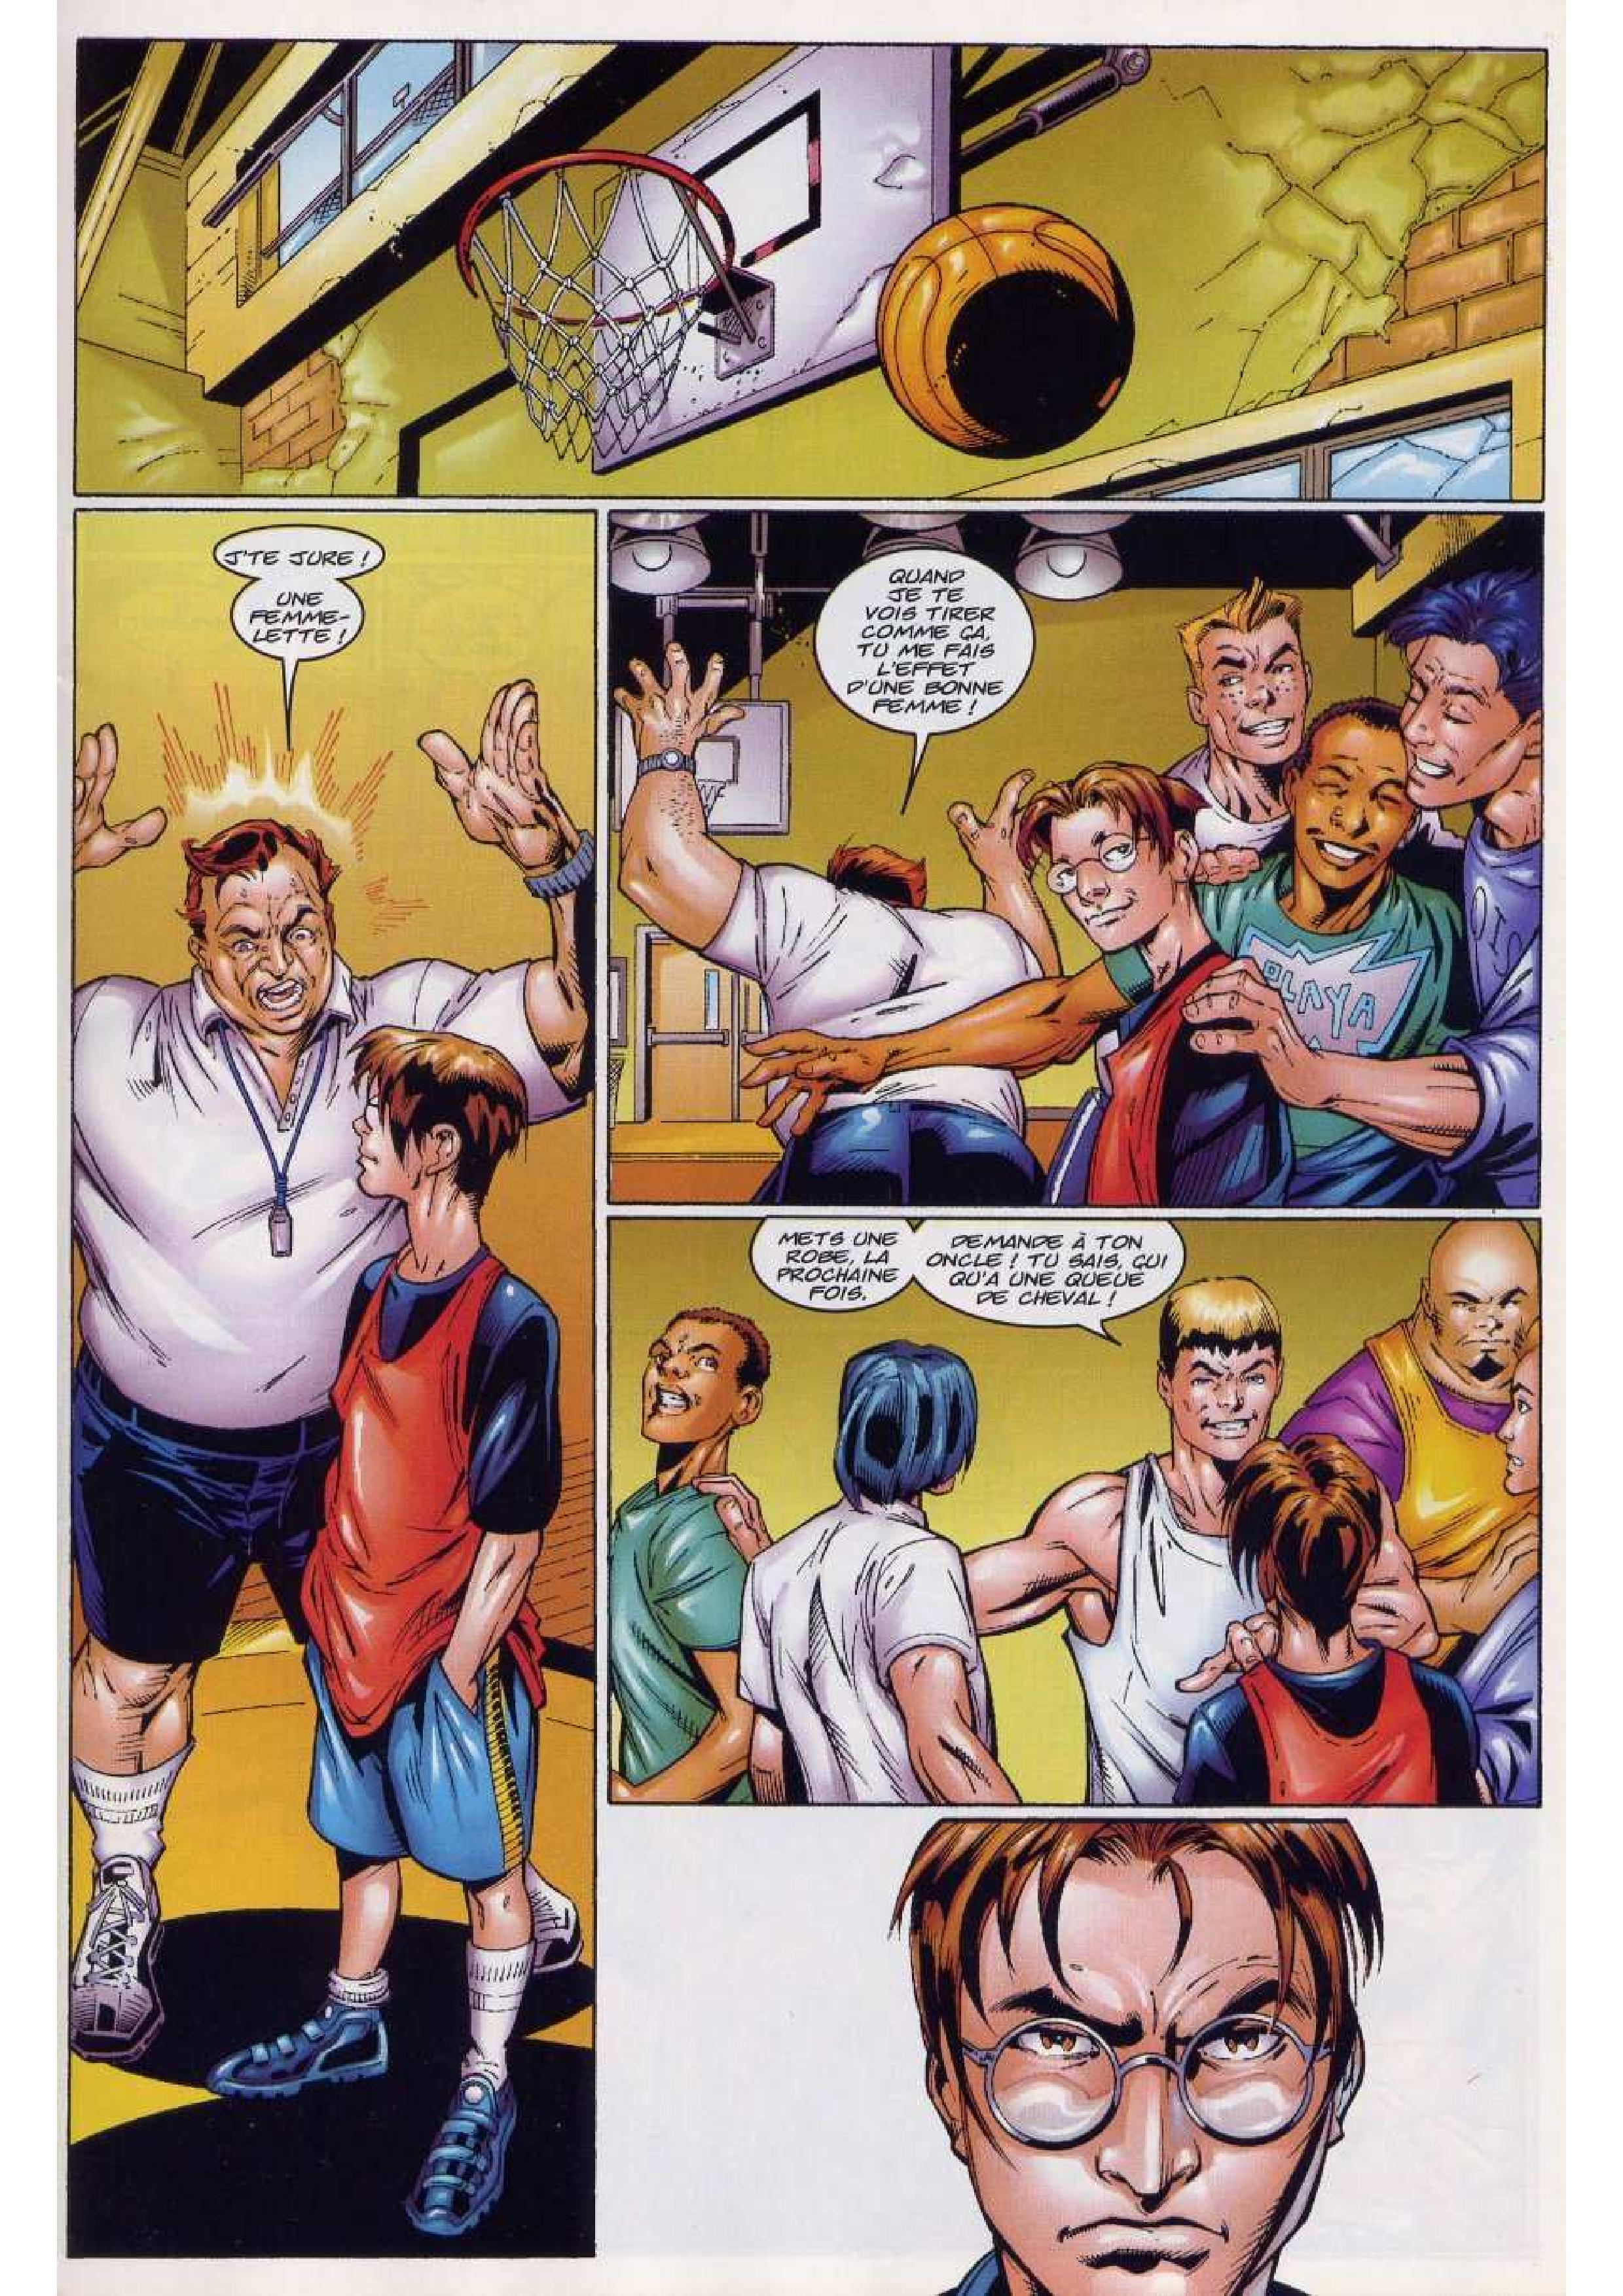 J'TE JURE !
UNE
FEMME-
LETTE !
QUAND
JE TE
VOIS TIRER
COMME ÇA,
TU ME FAIS
L'EFFET
D'UNE BONNE
FEMME !
PLAYA
METS UNE
ROBE, LA
PROCHAINE
FOIS.
DEMANDE À TON
ONCLE ! TU SAIS, CUI
QU'A UNE QUEUE
DE CHEVAL !